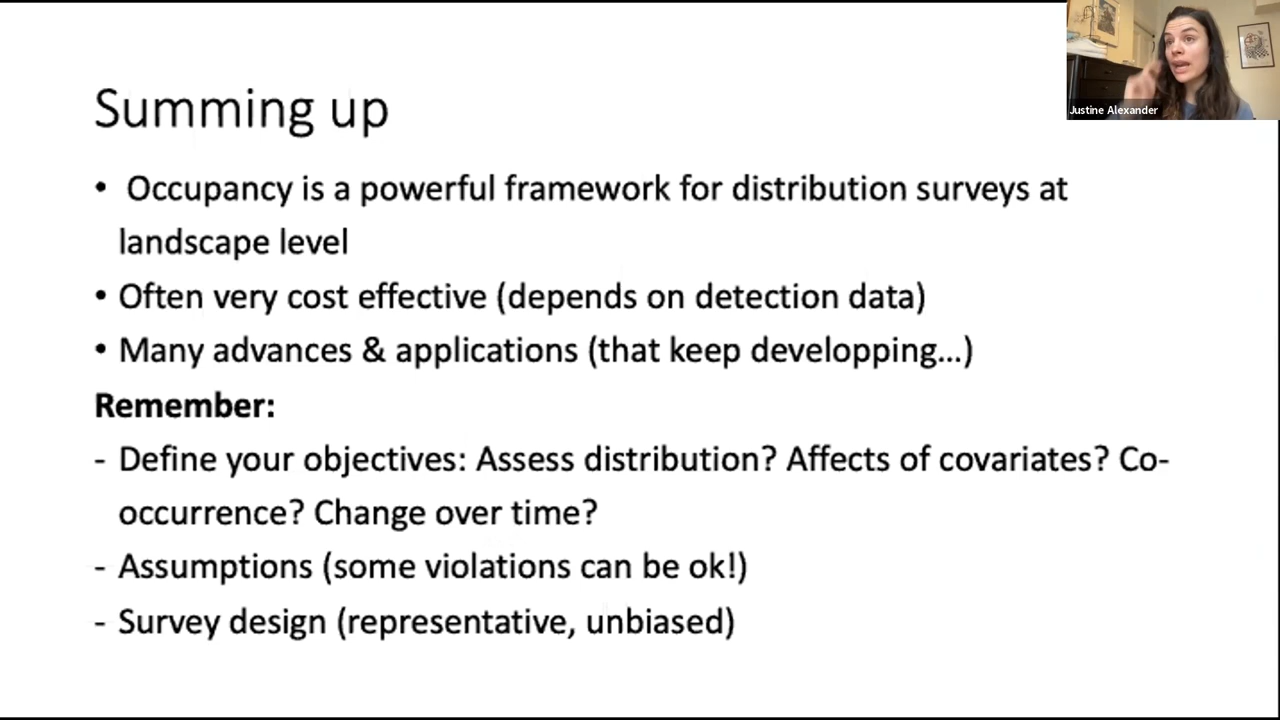 Justine Alexander
Summing up
• Occupancy is a powerful framework for distribution surveys at
landscape level
• Often very cost effective (depends on detection data)
• Many advances & applications (that keep developping...)
Remember:
- Define your objectives: Assess distribution? Affects of covariates? Co-
occurrence? Change over time?
- Assumptions (some violations can be ok!)
- Survey design (representative, unbiased)